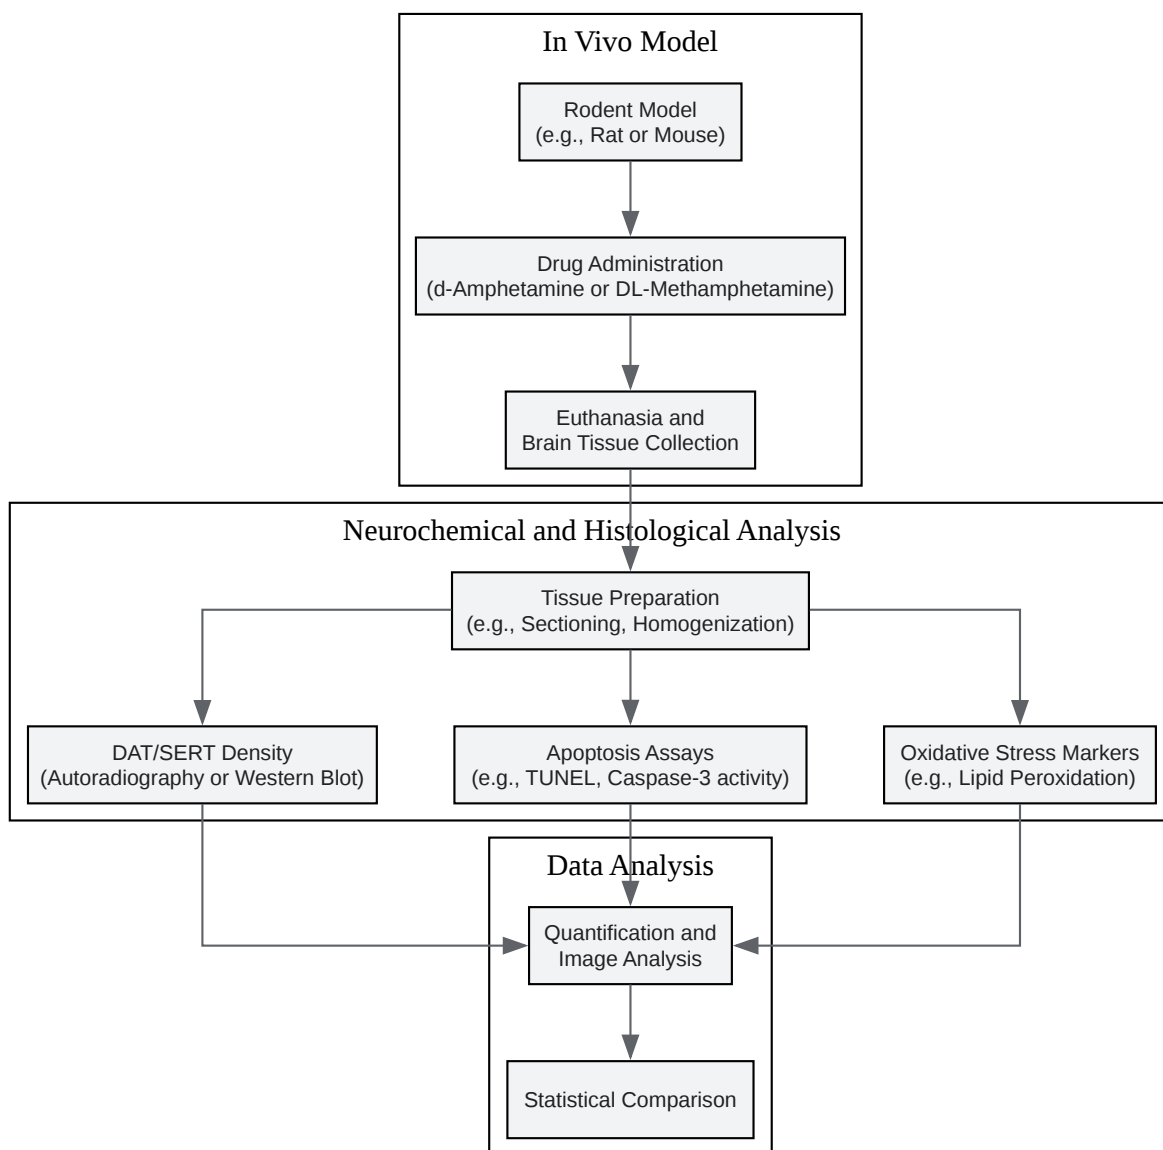 In Vivo Model
Rodent Model
(e.g., Rat or Mouse)
Drug Administration
(d-Amphetamine or DL-Methamphetamine)
Euthanasia and
Brain Tissue Collection
Neurochemical and Histological Analysis
Tissue Preparation
(e.g., Sectioning, Homogenization)
DAT/SERT Density
(Autoradiography or Western Blot)
Apoptosis Assays
(e.g., TUNEL, Caspase-3 activity)
Oxidative Stress Markers
(e.g., Lipid Peroxidation)
Data Analysis
Quantification and
Image Analysis
Statistical Comparison